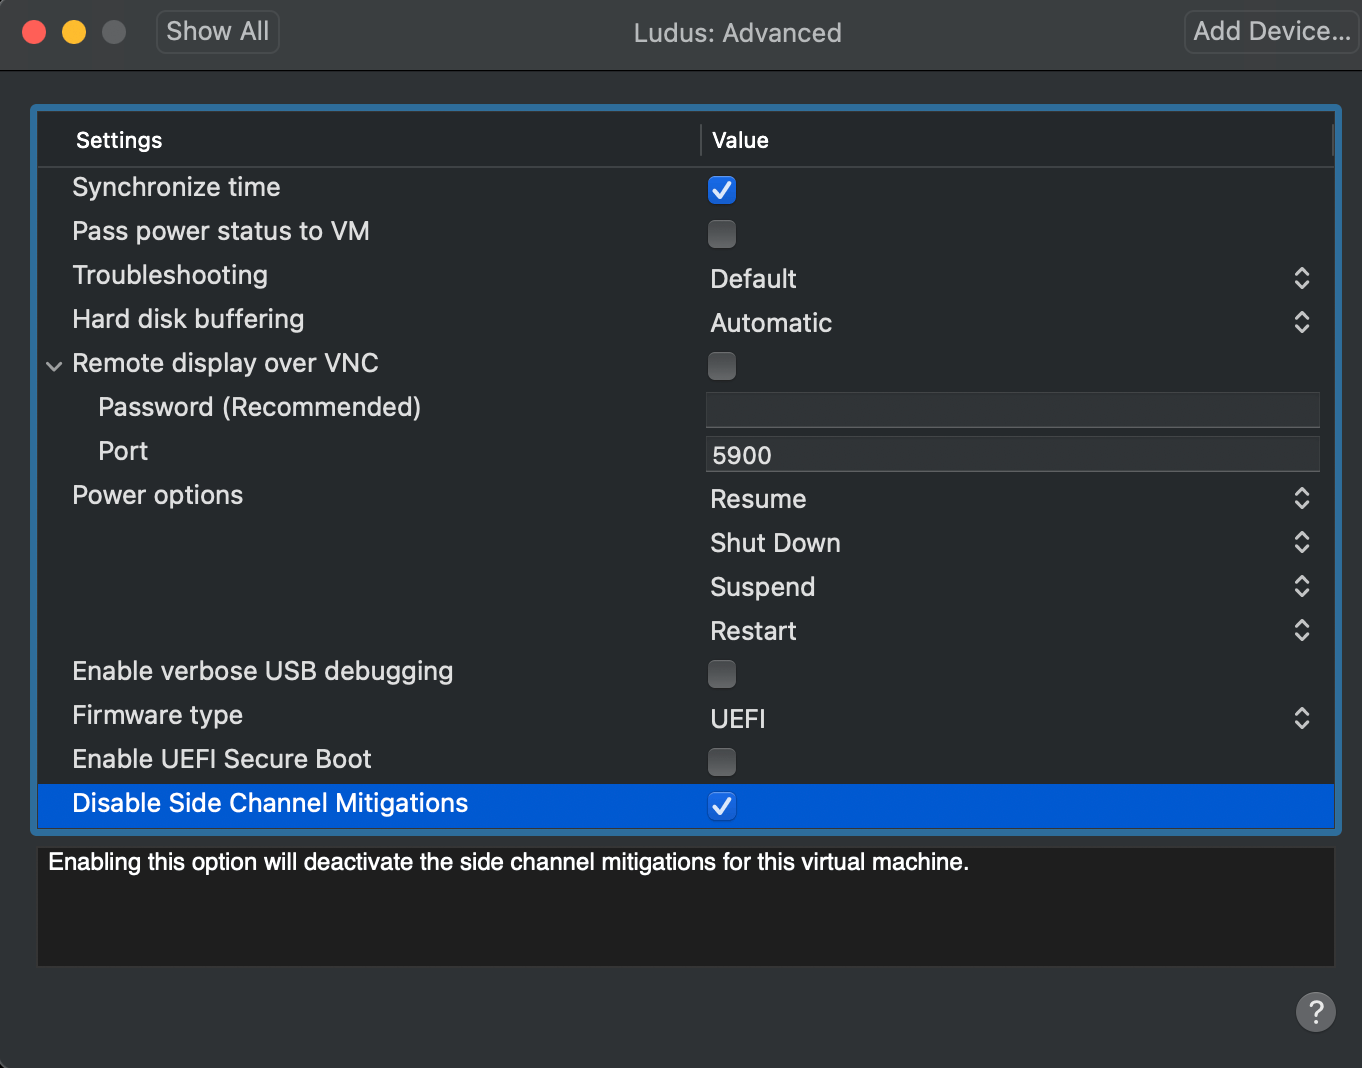 Show All
Ludus: Advanced
Add Device...
Settings
Value
Synchronize time
Pass power status to VM
Troubleshooting
Default
Hard disk buffering
Automatic
Remote display over VNC
Password (Recommended)
Port
5900
Power options
Resume
Shut Down
Suspend
Restart
Enable verbose USB debugging
Firmware type
UEFI
Enable UEFI Secure Boot
Disable Side Channel Mitigations
Enabling this option will deactivate the side channel mitigations for this virtual machine.
?